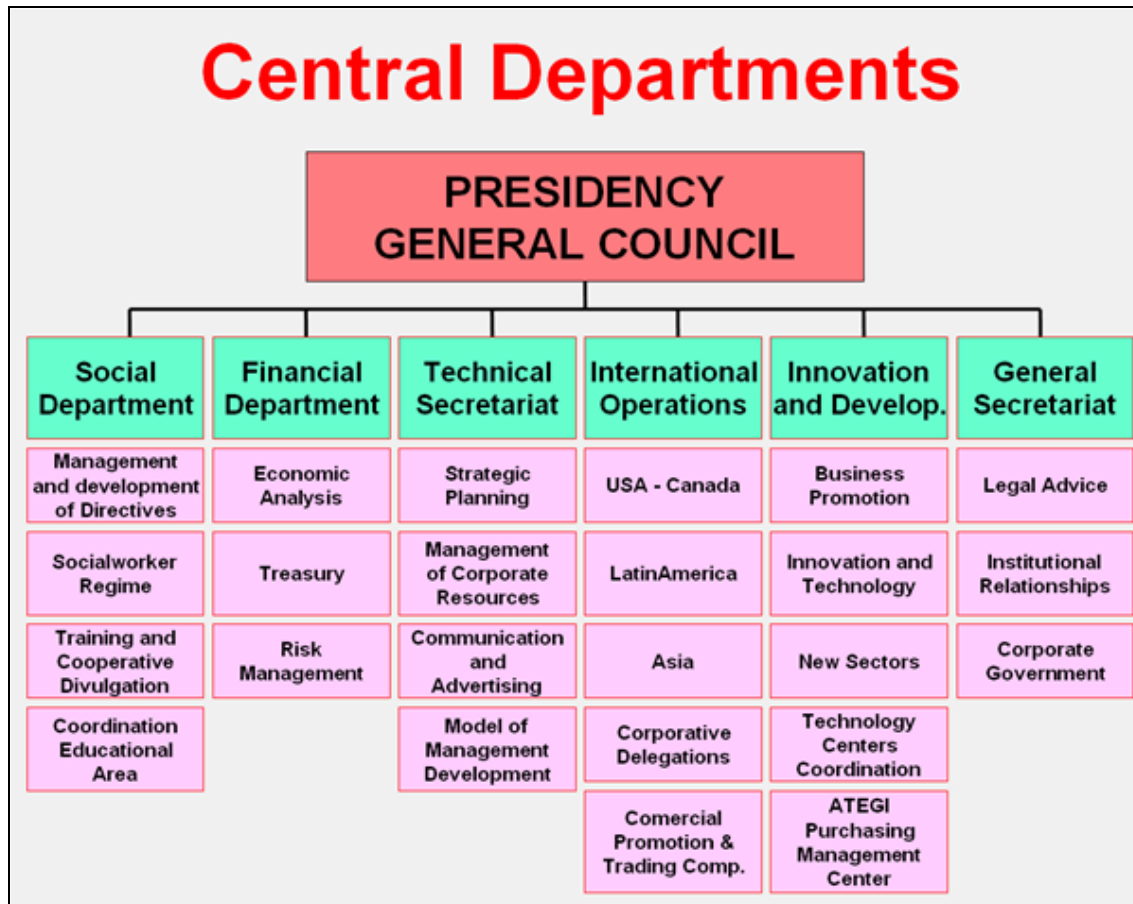 Central Departments
PRESIDENCY
GENERAL COUNCIL
Social
Department
Management
and development
of Directives
Socialworker
Regime
Training and
Cooperative
Divulgation
Coordination
Educational
Area
Financial
Department
Economic
Analysis
Treasury
Risk
Management
Technical
Secretariat
Strategic
Planning
Management
of Corporate
Resources
Communication
and
Advertising
Model of
Management
Development
International
Operations
USA - Canada
LatinAmerica
Asia
Corporative
Delegations
Comercial
Promotion &
Trading Comp.
Innovation
and Develop.
Business
Promotion
Innovation and
Technology
New Sectors
Technology
Centers
Coordination
ATEGI
Purchasing
Management
Center
General
Secretariat
Legal Advice
Institutional
Relationships
Corporate
Government